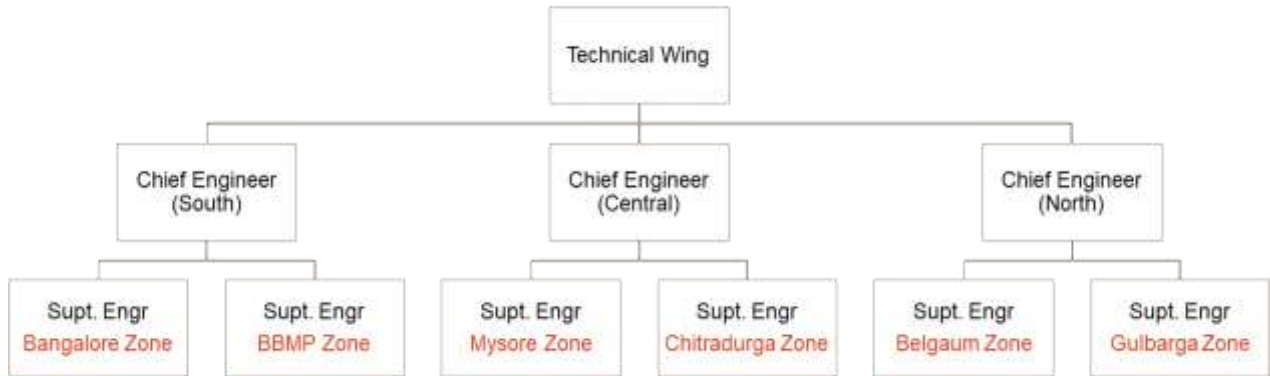 Technical Wing
Chief Engineer
(South)
Chief Engineer
(Central)
Chief Engineer
(North)
Supt. Engr
Bangalore Zone
Supt. Engr
BBMP Zone
Supt. Engr
Mysore Zone
Supt. Engr
Chitradurga Zone
Supt. Engr
Belgaum Zone
Supt. Engr
Gulbarga Zone